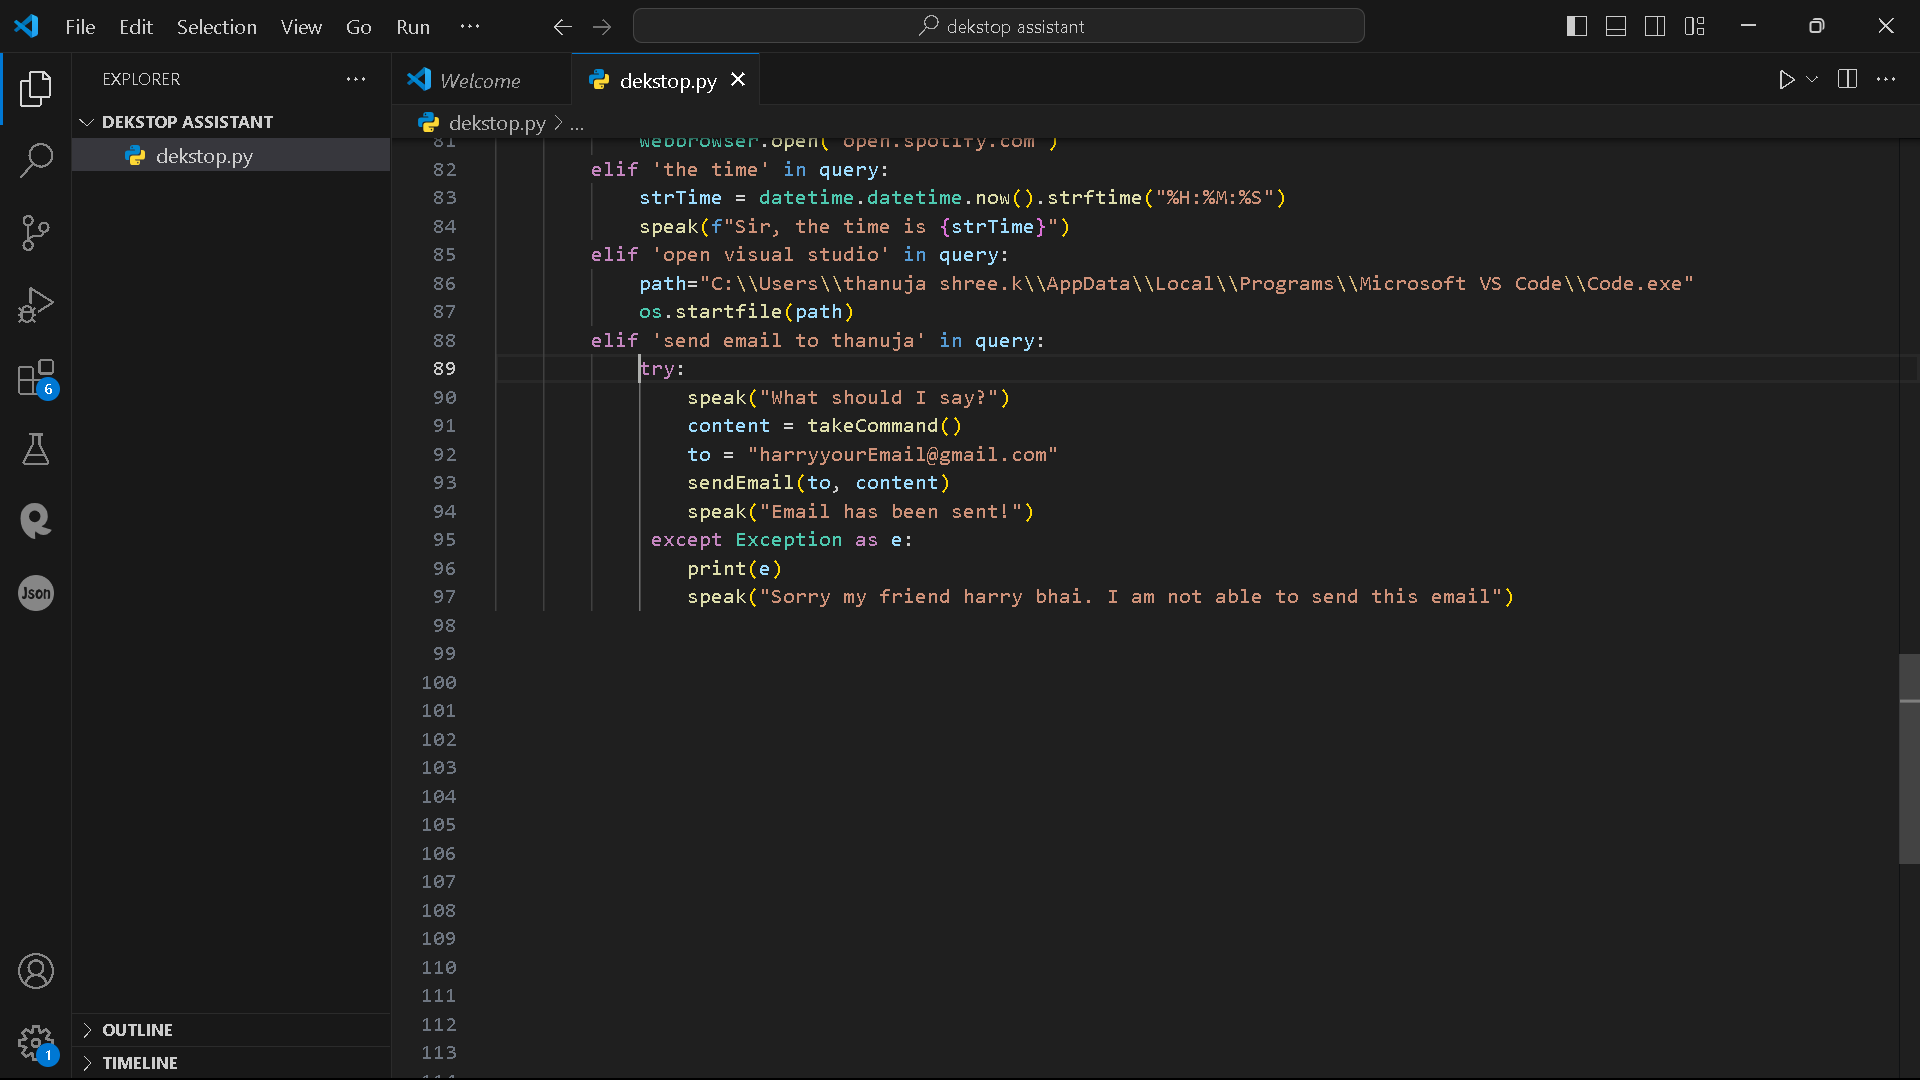 File Edit Selection View Go Run ···
dekstop assistant
EXPLORER ···
Welcome
dekstop.py
DEKSTOP ASSISTANT
dekstop.py
dekstop.py > ...
81 webbrowser.open("open.spotify.com")
82 elif 'the time' in query:
83 strTime = datetime.datetime.now().strftime("%H:%M:%S")
84 speak(f"Sir, the time is {strTime}")
85 elif 'open visual studio' in query:
86 path="C:\\Users\\thanuja shree.k\\AppData\\Local\\Programs\\Microsoft VS Code\\Code.exe"
87 os.startfile(path)
88 elif 'send email to thanuja' in query:
89 try:
90 speak("What should I say?")
91 content = takeCommand()
92 to = "harryyourEmail@gmail.com"
93 sendEmail(to, content)
94 speak("Email has been sent!")
95 except Exception as e:
96 print(e)
97 speak("Sorry my friend harry bhai. I am not able to send this email")
98
99
100
101
102
103
104
105
106
107
108
109
110
111
112
113
6
Json
1
OUTLINE
TIMELINE